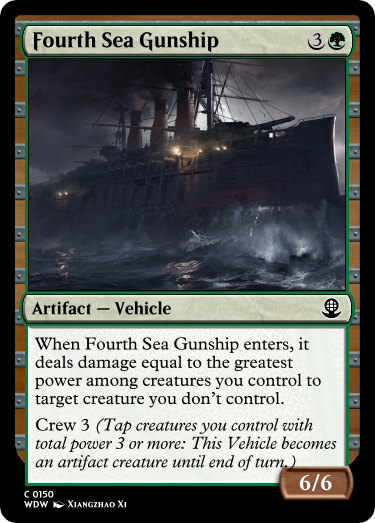 Fourth Sea Gunship 3
Artifact — Vehicle
When Fourth Sea Gunship enters, it
deals damage equal to the greatest
power among creatures you control to
target creature you don't control.
Crew 3 (Tap creatures you control with
total power 3 or more: This Vehicle becomes
an artifact creature until end of turn.)
6/6
C 0150
WDW Xiangzhao Xi